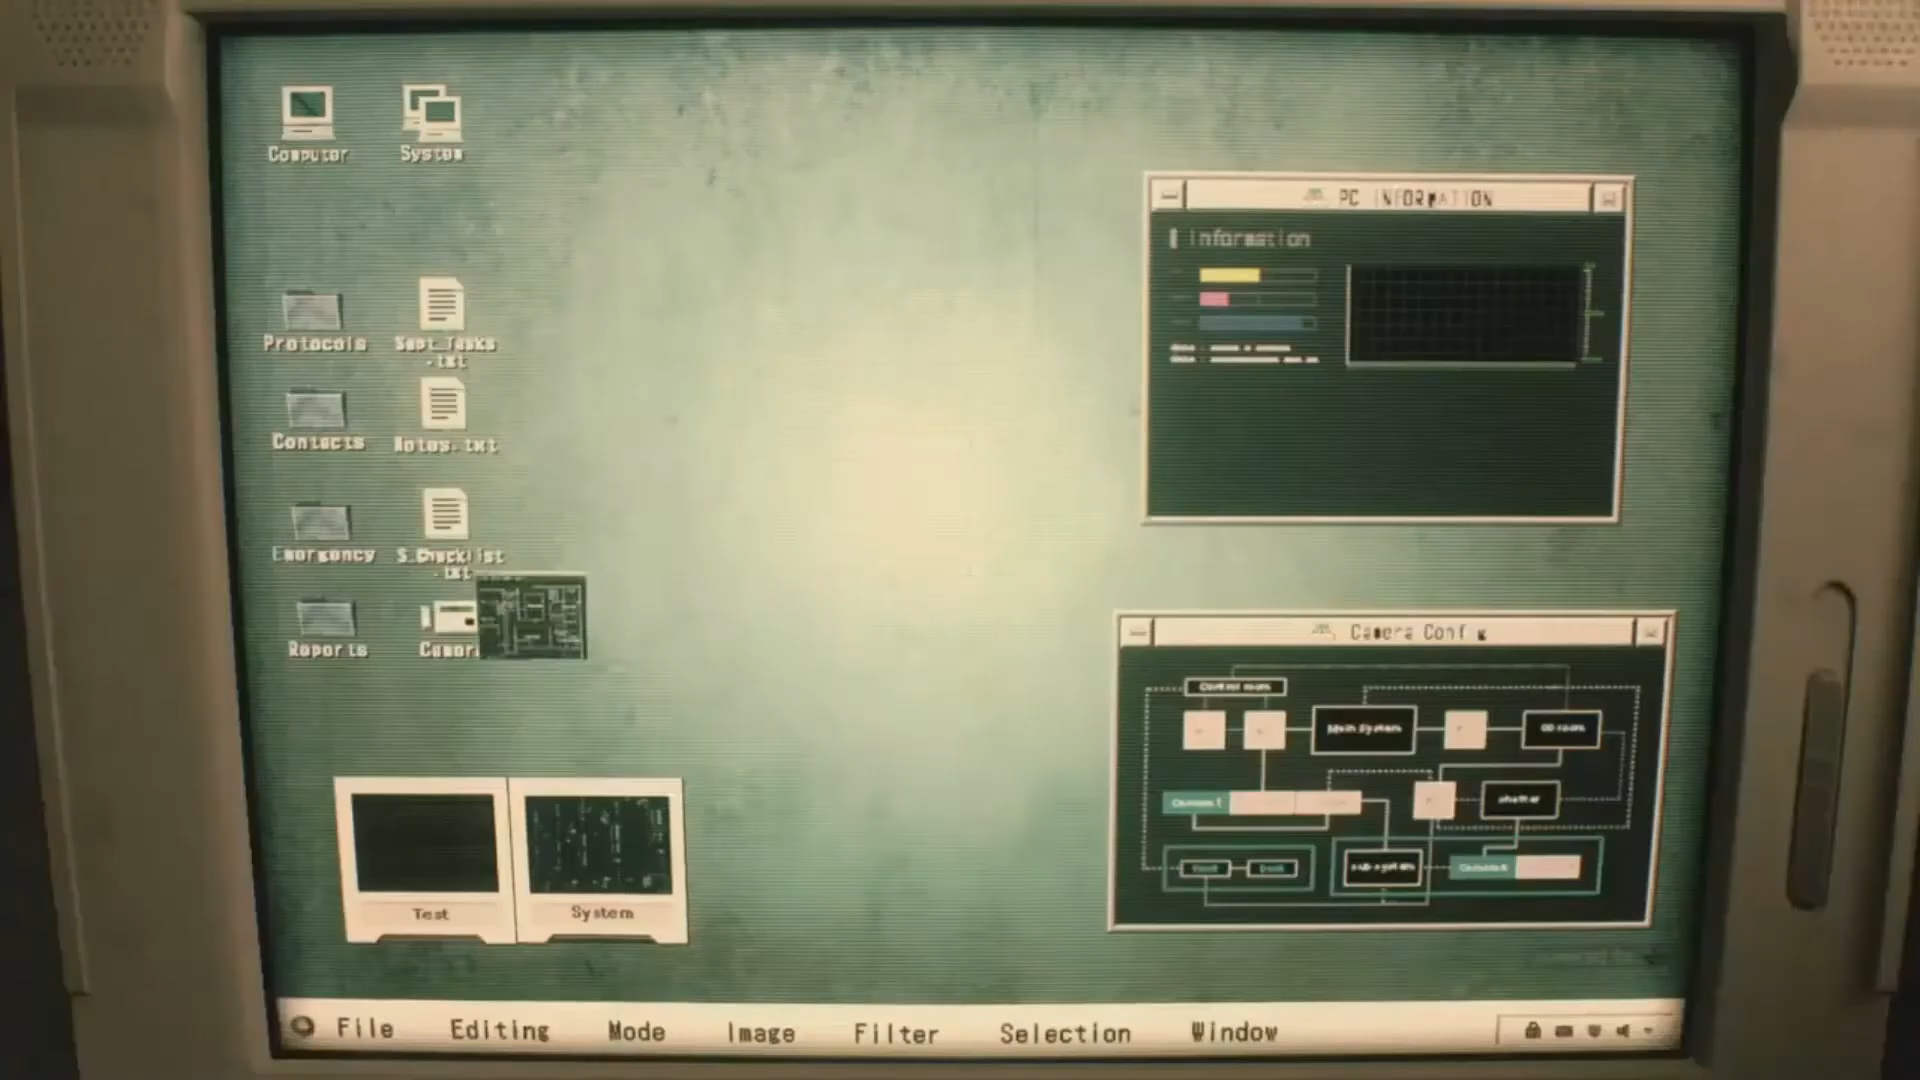 Computer
System
PC INFORMATION
Information
Protocols
Sept_Tasks
.txt
Contacts
Notes.txt
Emergency
S_Checklist
.txt
Reports
Camera Config
Control room
Main System
shelter
sub-system
Test
System
File
Editing
Mode
Image
Filter
Selection
Window